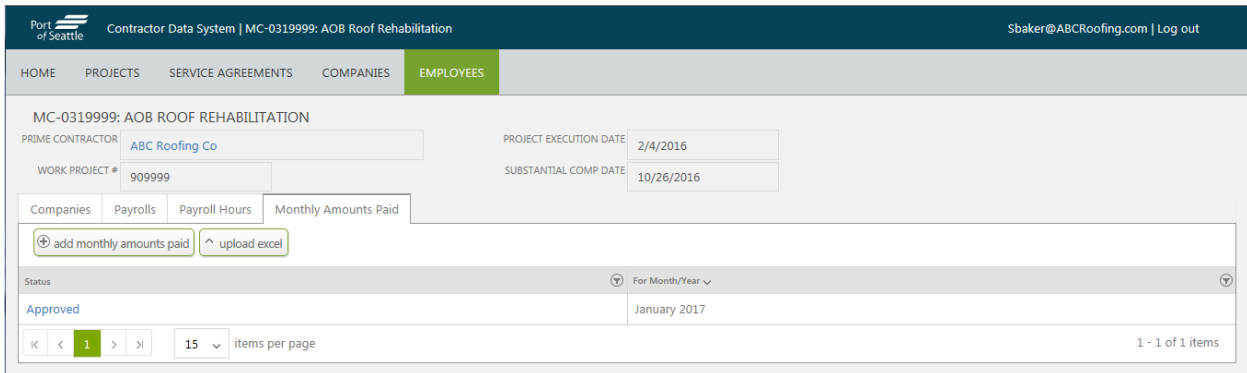 Port of Seattle Contractor Data System | MC-0319999: AOB Roof Rehabilitation Sbaker@ABCRoofing.com | Log out
HOME PROJECTS SERVICE AGREEMENTS COMPANIES EMPLOYEES
MC-0319999: AOB ROOF REHABILITATION
PRIME CONTRACTOR ABC Roofing Co PROJECT EXECUTION DATE 2/4/2016
WORK PROJECT # 909999 SUBSTANTIAL COMP DATE 10/26/2016
Companies Payrolls Payroll Hours Monthly Amounts Paid
add monthly amounts paid upload excel
Status For Month/Year
Approved January 2017
1 15 items per page 1 - 1 of 1 items